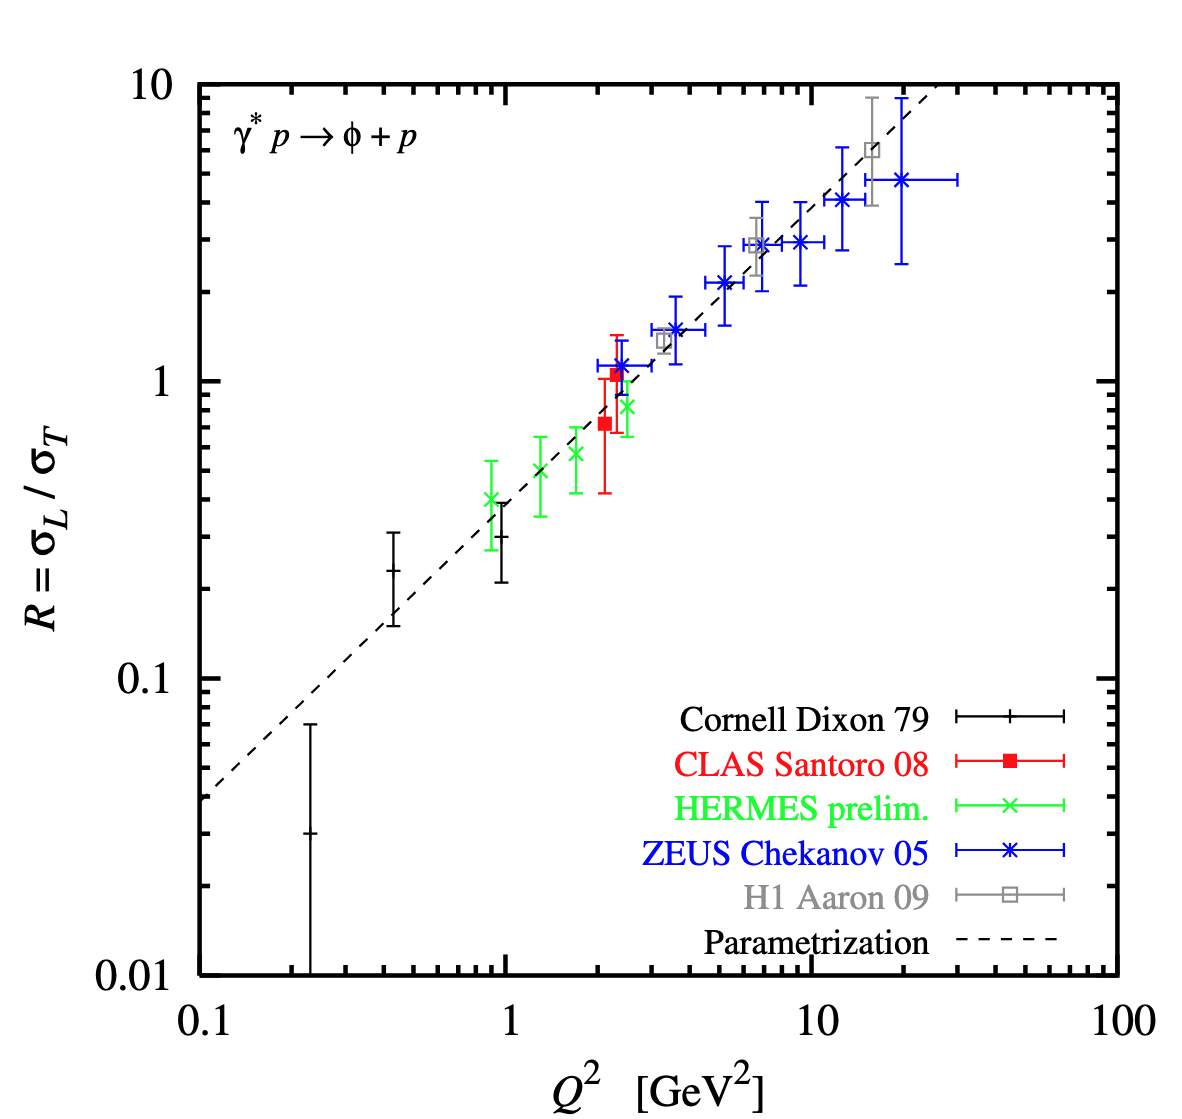 γ* p → ϕ + p
10
1
0.1
0.01
R = σL / σT
0.1 1 10 100
Q² [GeV²]
Cornell Dixon 79
CLAS Santoro 08
HERMES prelim.
ZEUS Chekanov 05
H1 Aaron 09
Parametrization